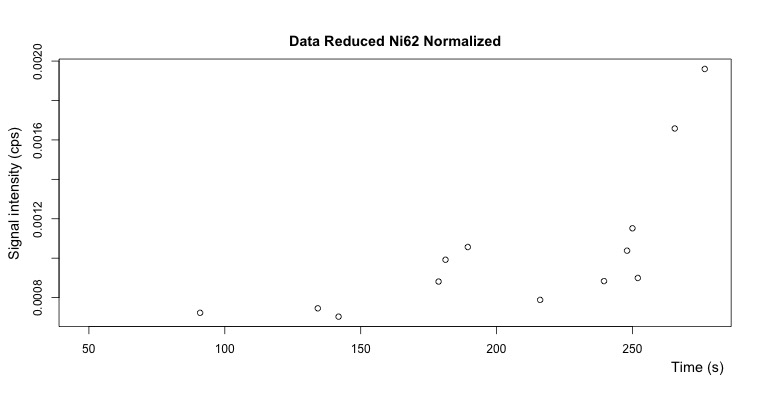 Data Reduced Ni62 Normalized
Signal intensity (cps)
0.0020
0.0016
0.0012
0.0008
50 100 150 200 250
Time (s)